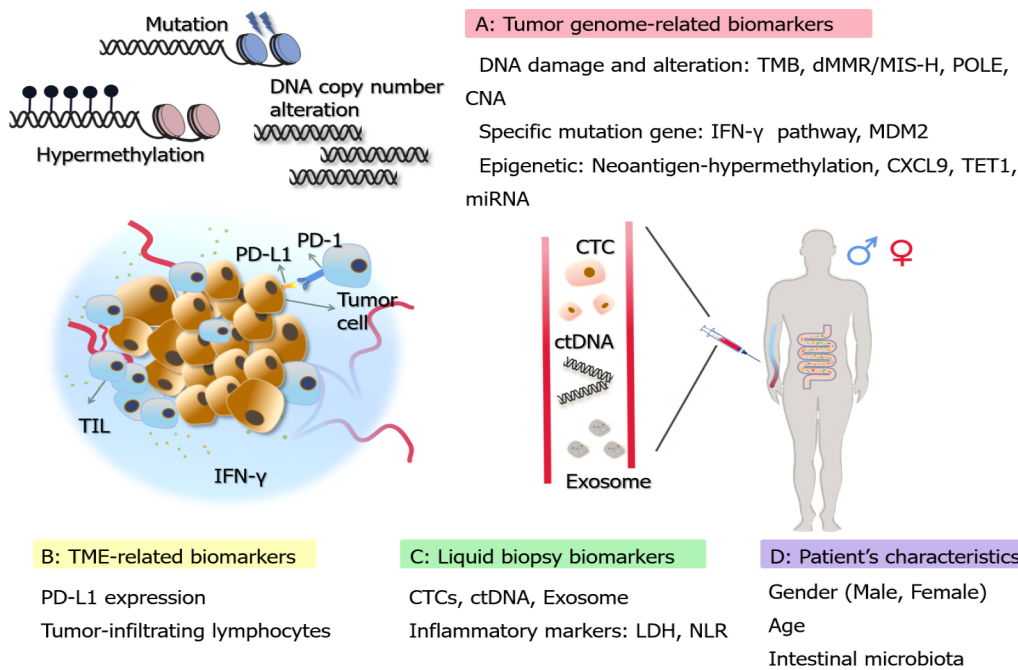 Mutation
DNA copy number
alteration
Hypermethylation
A: Tumor genome-related biomarkers
DNA damage and alteration: TMB, dMMR/MIS-H, POLE,
CNA
Specific mutation gene: IFN-γ pathway, MDM2
Epigenetic: Neoantigen-hypermethylation, CXCL9, TET1,
miRNA
PD-1
PD-L1
Tumor
cell
TIL
IFN-γ
CTC
ctDNA
Exosome
B: TME-related biomarkers
PD-L1 expression
Tumor-infiltrating lymphocytes
C: Liquid biopsy biomarkers
CTCs, ctDNA, Exosome
Inflammatory markers: LDH, NLR
D: Patient’s characteristics
Gender (Male, Female)
Age
Intestinal microbiota